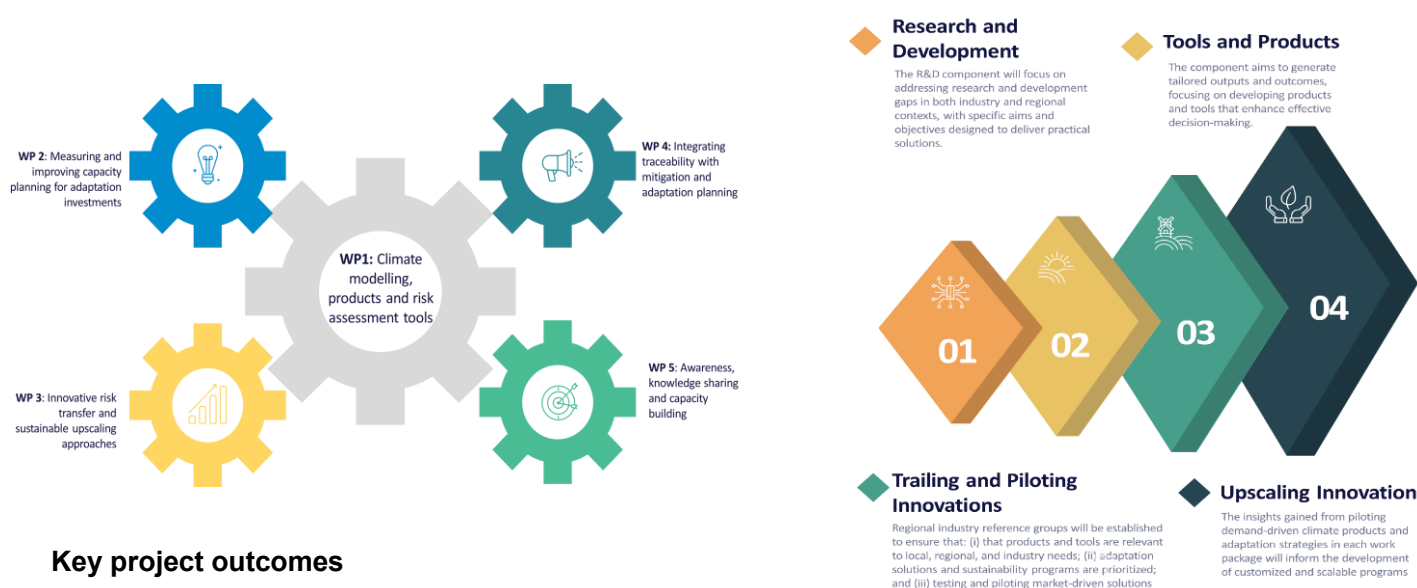 WP 2: Measuring and
improving capacity
planning for adaptation
investments
WP 4: Integrating
traceability with
mitigation and
adaptation planning
WP1: Climate
modelling,
products and risk
assessment tools
WP 3: Innovative risk
transfer and
sustainable upscaling
approaches
WP 5: Awareness,
knowledge sharing
and capacity
building
Key project outcomes
Research and
Development
The R&D component will focus on
addressing research and development
gaps in both industry and regional
contexts, with specific aims and
objectives designed to deliver practical
solutions.
Tools and Products
The component aims to generate
tailored outputs and outcomes,
focusing on developing products
and tools that enhance effective
decision-making.
01
02
03
04
Trailing and Piloting
Innovations
Regional industry reference groups will be established
to ensure that: (i) that products and tools are relevant
to local, regional, and industry needs; (ii) adaptation
solutions and sustainability programs are prioritized;
and (iii) testing and piloting market-driven solutions
Upscaling Innovation
The insights gained from piloting
demand-driven climate products and
adaptation strategies in each work
package will inform the development
of customized and scalable programs